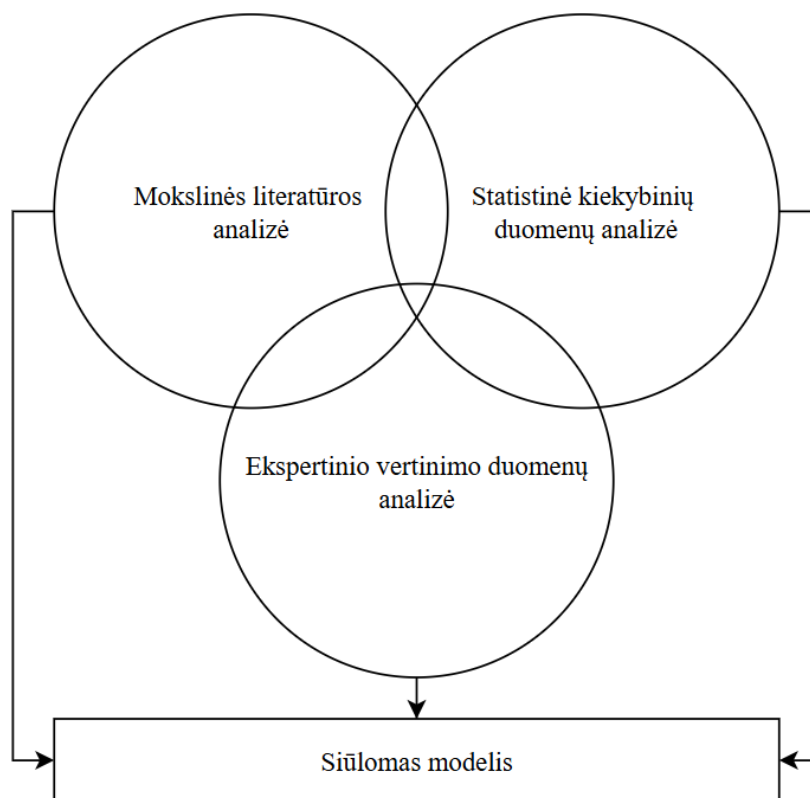 Mokslinės literatūros
analizė
Statistinė kiekybinių
duomenų analizė
Ekspertinio vertinimo duomenų
analizė
Siūlomas modelis